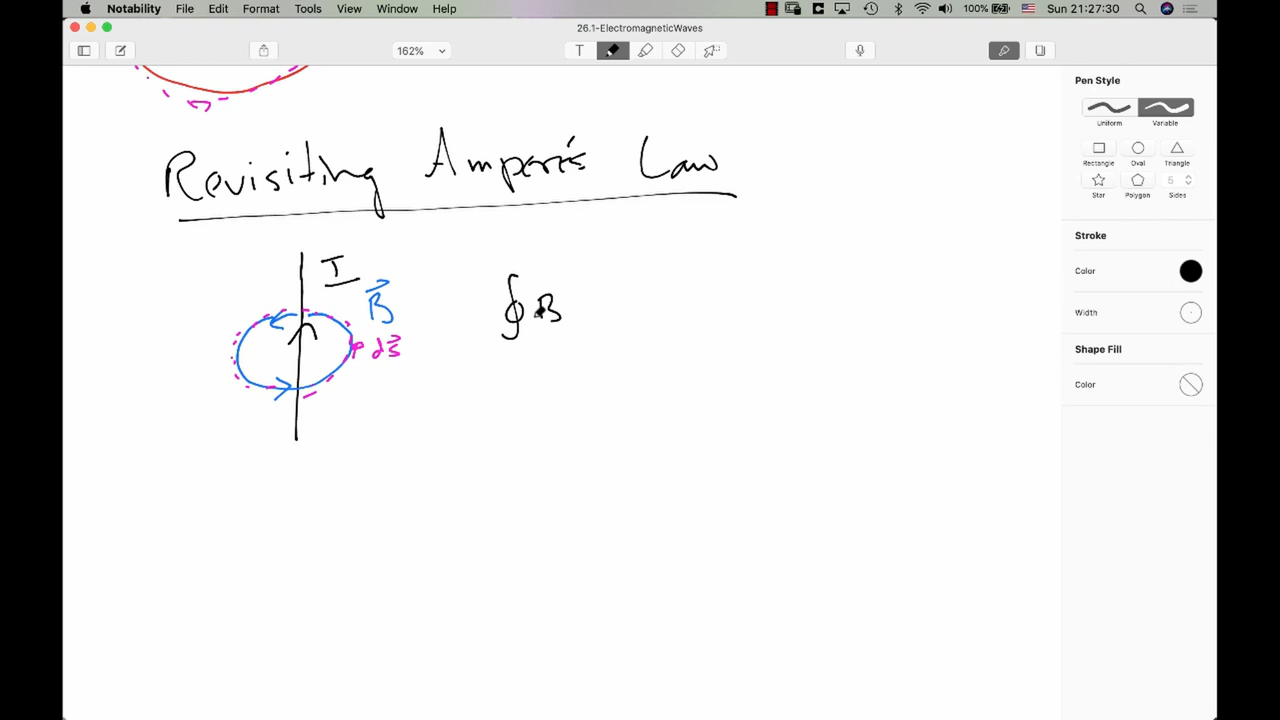 Notability File Edit Format Tools View Window Help 100% Sun 21:27:30
26.1-ElectromagneticWaves
162% T
Pen Style
Uniform Variable
Rectangle Oval Triangle
5
Star Polygon Sides
Stroke
Color
Width
Shape Fill
Color
Revisiting Ampere's Law
I
B⃗
ds⃗
∮ B